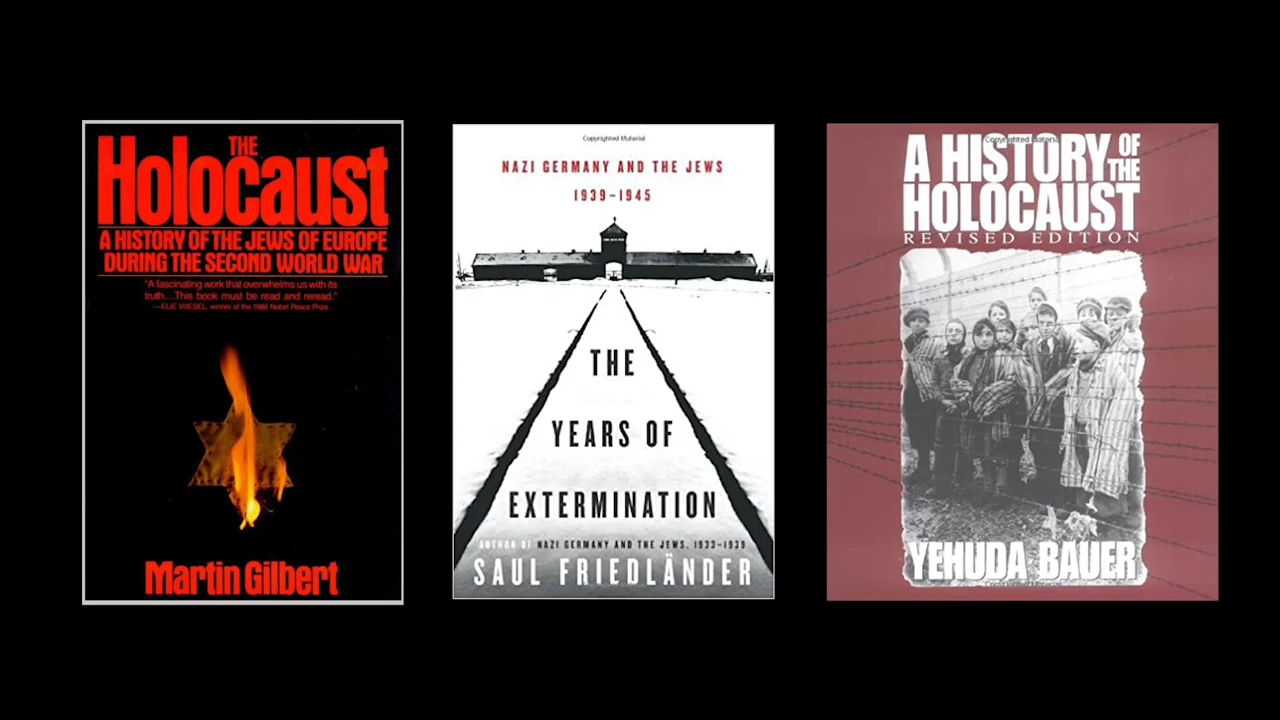 THE
Holocaust
A HISTORY OF THE JEWS OF EUROPE
DURING THE SECOND WORLD WAR
"A fascinating work that overwhelms us with its
truth...This book must be read and reread."
—ELIE WIESEL, winner of the 1986 Nobel Peace Prize
Martin Gilbert
Copyrighted Material
NAZI GERMANY AND THE JEWS
1939–1945
THE
YEARS OF
EXTERMINATION
AUTHOR OF NAZI GERMANY AND THE JEWS, 1933–1939
SAUL FRIEDLÄNDER
Copyrighted Material
A HISTORY OF THE
HOLOCAUST
REVISED EDITION
YEHUDA BAUER
Copyrighted Material